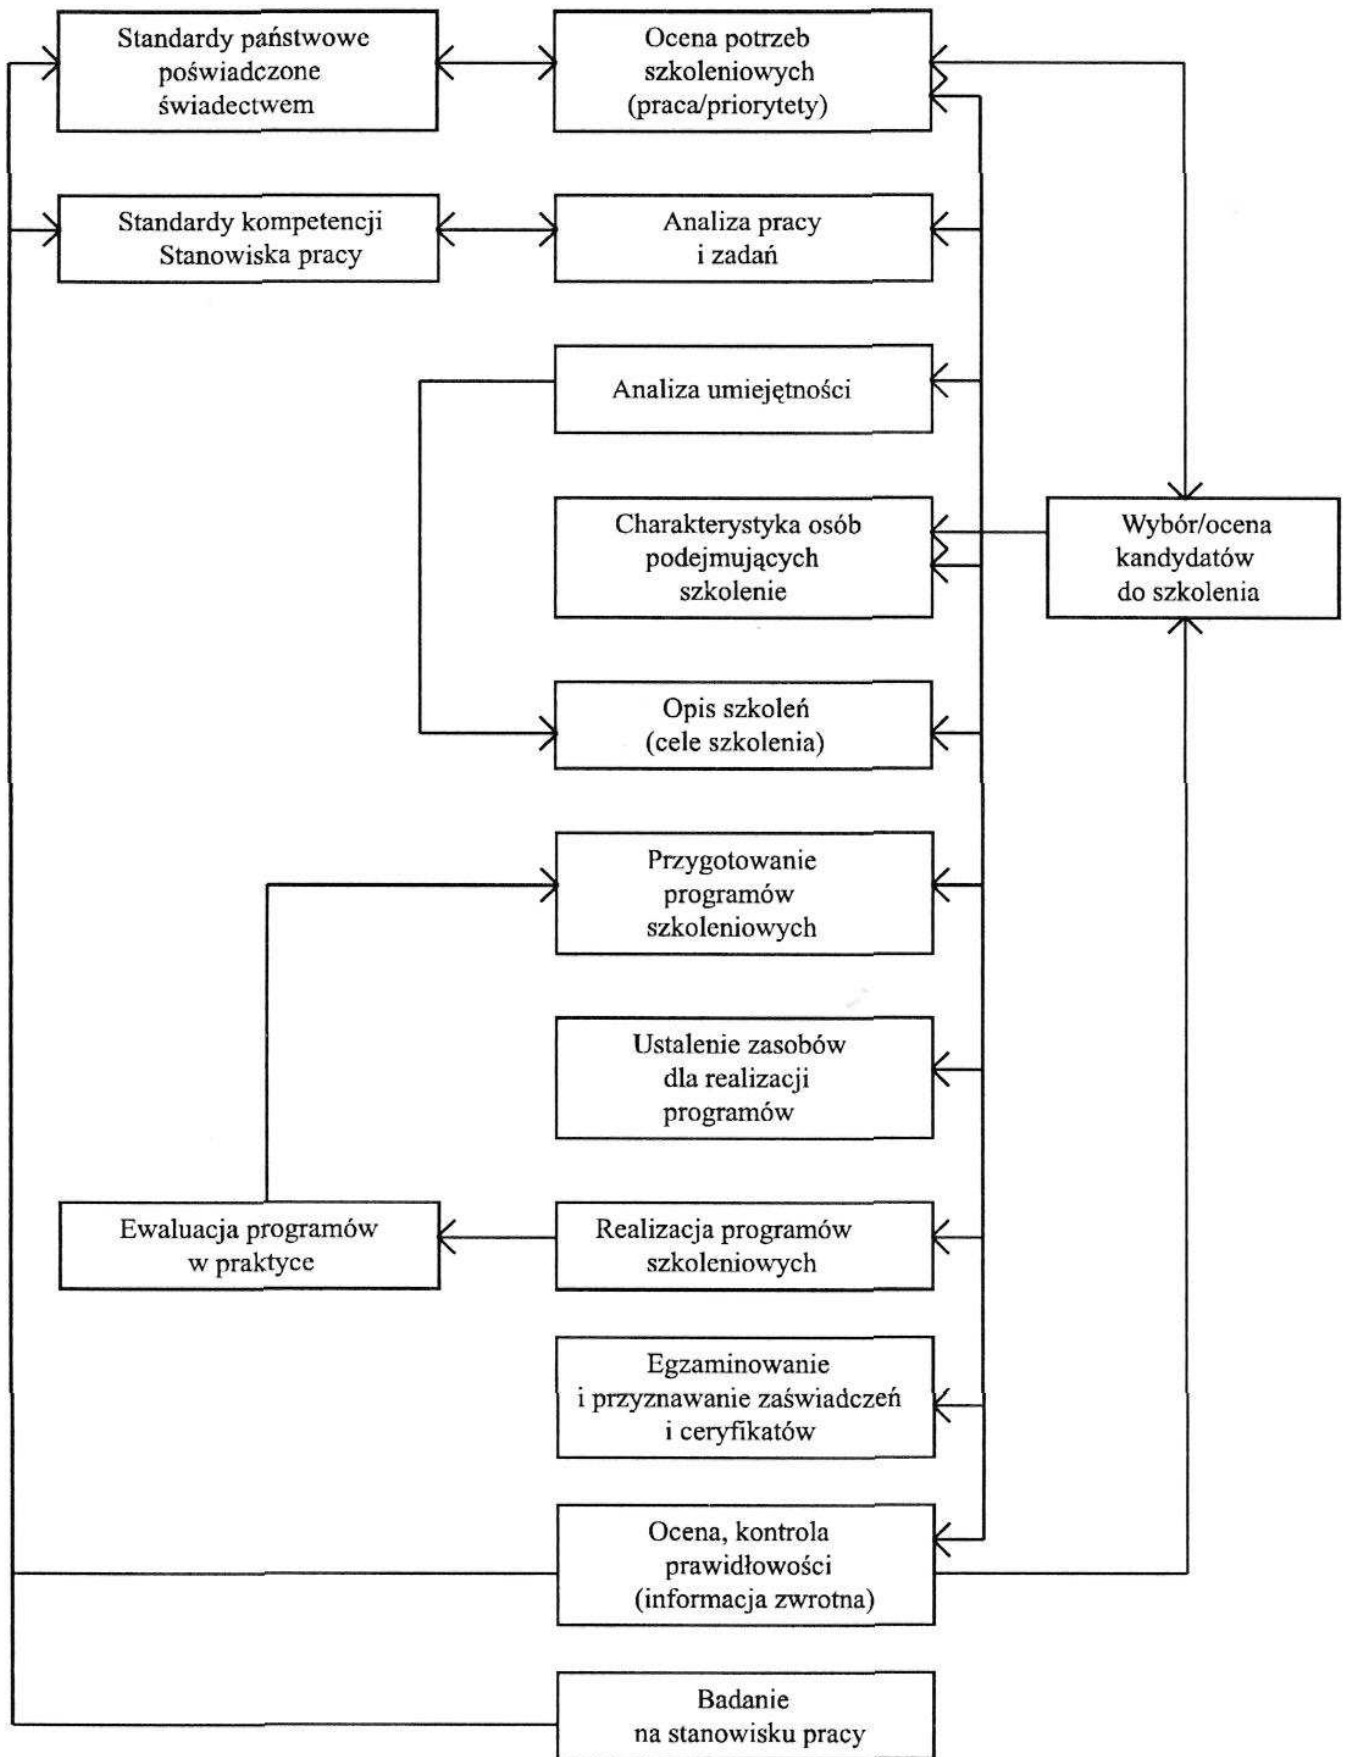 Standardy państwowe
poświadczone
świadectwem
Ocena potrzeb
szkoleniowych
(praca/priorytety)
Standardy kompetencji
Stanowiska pracy
Analiza pracy
i zadań
Analiza umiejętności
Charakterystyka osób
podejmujących
szkolenie
Wybór/ocena
kandydatów
do szkolenia
Opis szkoleń
(cele szkolenia)
Przygotowanie
programów
szkoleniowych
Ustalenie zasobów
dla realizacji
programów
Ewaluacja programów
w praktyce
Realizacja programów
szkoleniowych
Egzaminowanie
i przyznawanie zaświadczeń
i ceryfikatów
Ocena, kontrola
prawidłowości
(informacja zwrotna)
Badanie
na stanowisku pracy